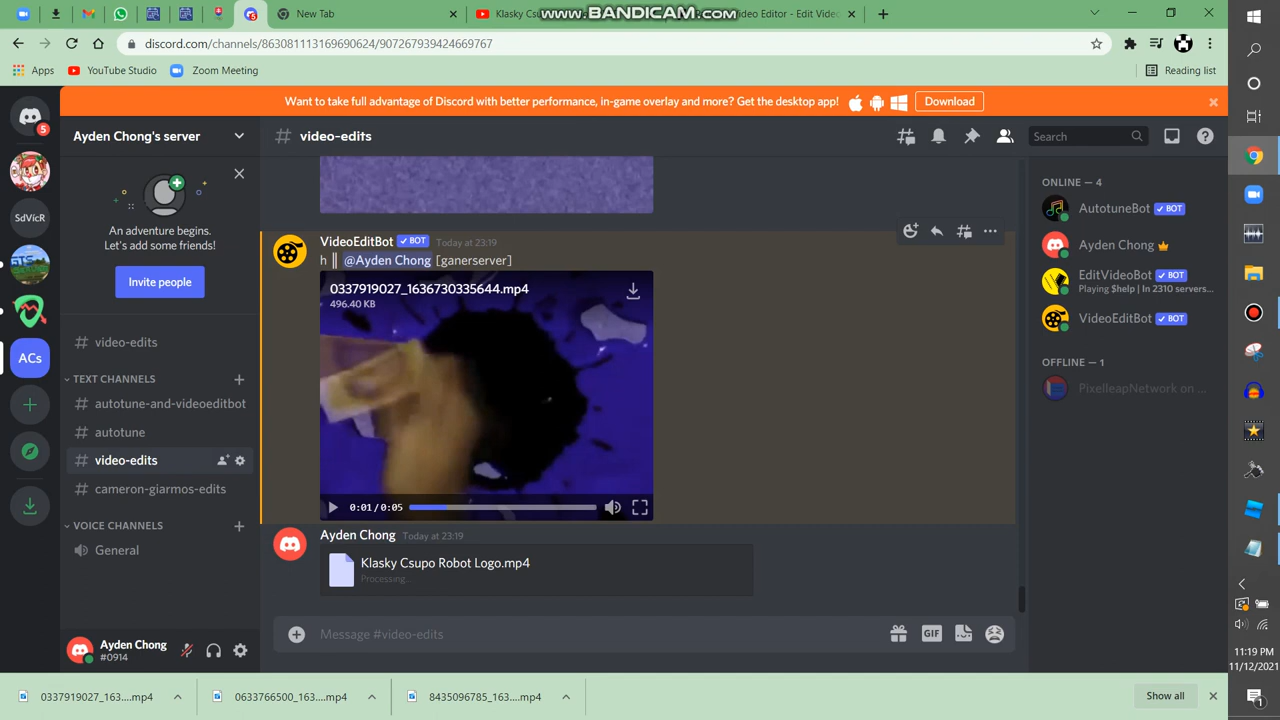 New Tab
Klasky Csu
www.BANDICAM.com
Video Editor - Edit Vide
discord.com/channels/863081113169690624/907267939424669767
Apps
YouTube Studio
Zoom Meeting
Reading list
Want to take full advantage of Discord with better performance, in-game overlay and more? Get the desktop app!
Download
5
Ayden Chong's server
# video-edits
Search
An adventure begins.
Let's add some friends!
Invite people
SdVicR
ACs
# video-edits
TEXT CHANNELS
# autotune-and-videoeditbot
# autotune
# video-edits
# cameron-giarmos-edits
VOICE CHANNELS
General
Ayden Chong
#0914
VideoEditBot BOT Today at 23:19
h || @Ayden Chong [ganerserver]
0337919027_1636730335644.mp4
496.40 KB
0:01 / 0:05
Ayden Chong Today at 23:19
Klasky Csupo Robot Logo.mp4
Processing...
Message #video-edits
GIF
ONLINE — 4
AutotuneBot BOT
Ayden Chong
EditVideoBot BOT
Playing $help | In 2310 servers...
VideoEditBot BOT
OFFLINE — 1
PixelleapNetwork on ...
0337919027_163....mp4
0633766500_163....mp4
8435096785_163....mp4
Show all
11:19 PM
11/12/2021
1